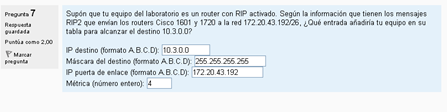 Pregunta 7
Respuesta
guardada
Puntúa como 2,00
Marcar
pregunta
Supón que tu equipo del laboratorio es un router con RIP activado. Según la información que tienen los mensajes
RIP2 que envían los routers Cisco 1601 y 1720 a la red 172.20.43.192/26, ¿Qué entrada añadiría tu equipo en su
tabla para alcanzar el destino 10.3.0.0?
IP destino (formato A.B.C.D): 10.3.0.0
Máscara del destino (formato A.B.C.D): 255.255.255.255
IP puerta de enlace (formato A.B.C.D): 172.20.43.192
Métrica (número entero): 4